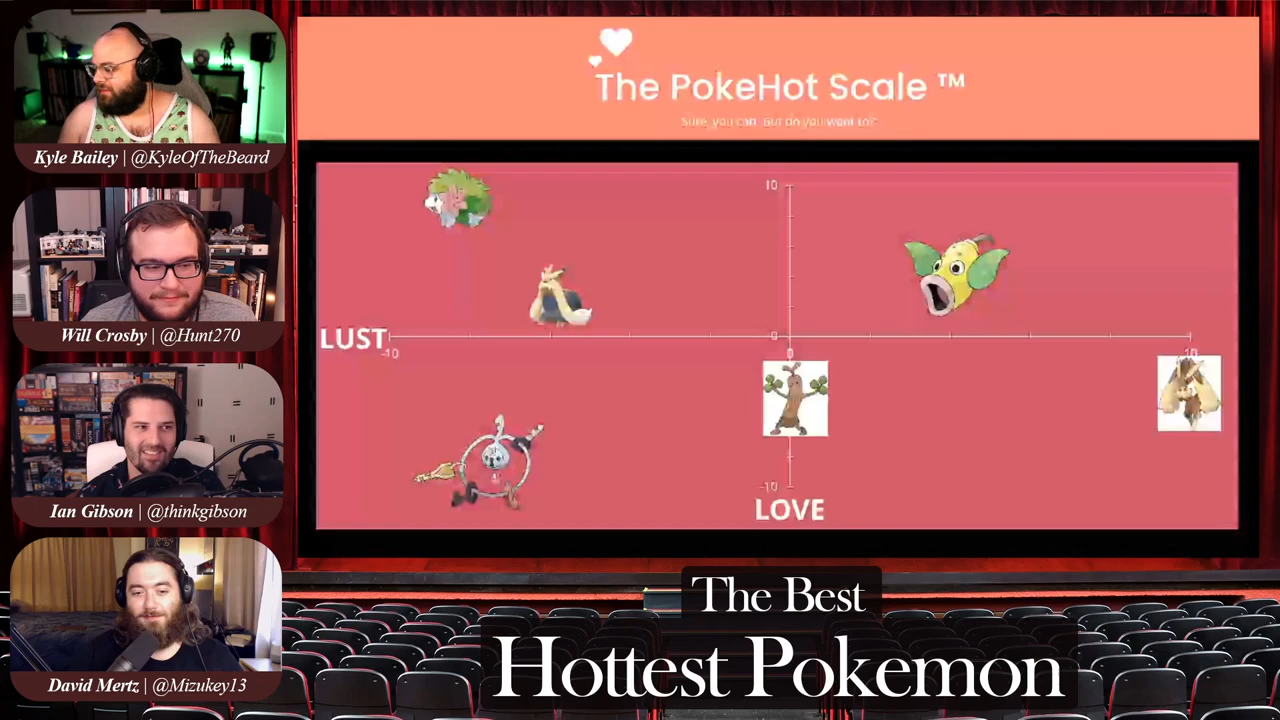 Kyle Bailey | @KyleOfTheBeard
Will Crosby | @Hunt270
Ian Gibson | @thinkgibson
David Mertz | @Mizukey13
The PokeHot Scale ™
Sure, you can. But do you want to?
10
LUST
-10
0
0
10
-10
LOVE
The Best
Hottest Pokemon